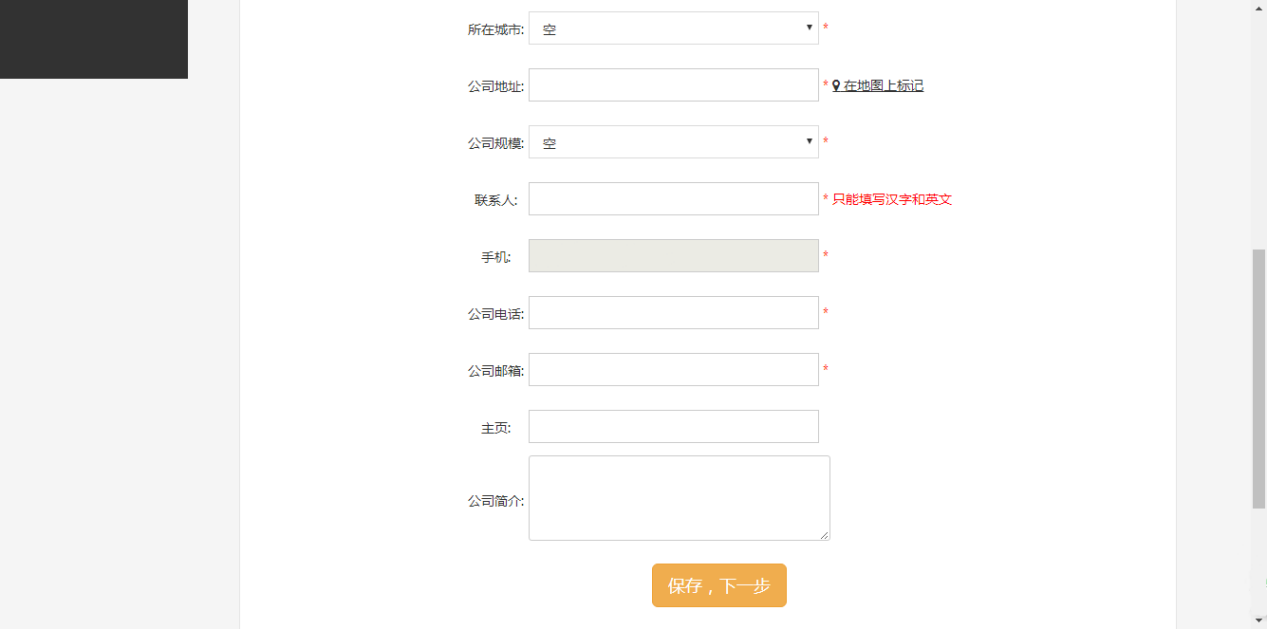 所在城市: 空 *
公司地址: * 在地图上标记
公司规模: 空 *
联系人: * 只能填写汉字和英文
手机: *
公司电话: *
公司邮箱: *
主页:
公司简介:
保存，下一步